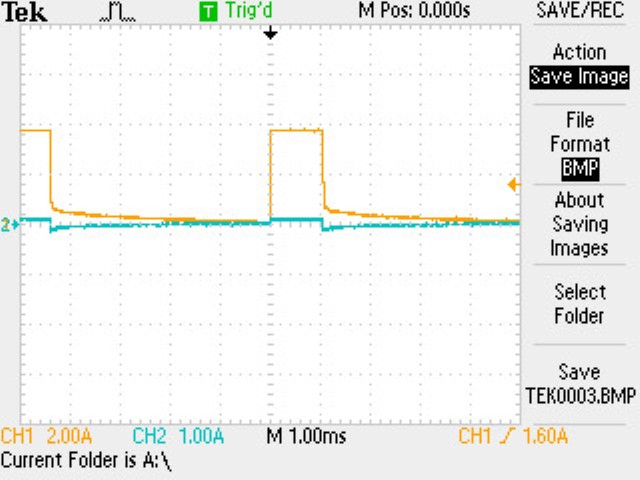 Tek T Trig'd M Pos: 0.000s SAVE/REC
Action
Save Image
File
Format
BMP
About
Saving
Images
Select
Folder
Save
TEK0003.BMP
2
CH1 2.00A CH2 1.00A M 1.00ms CH1 1.60A
Current Folder is A:\